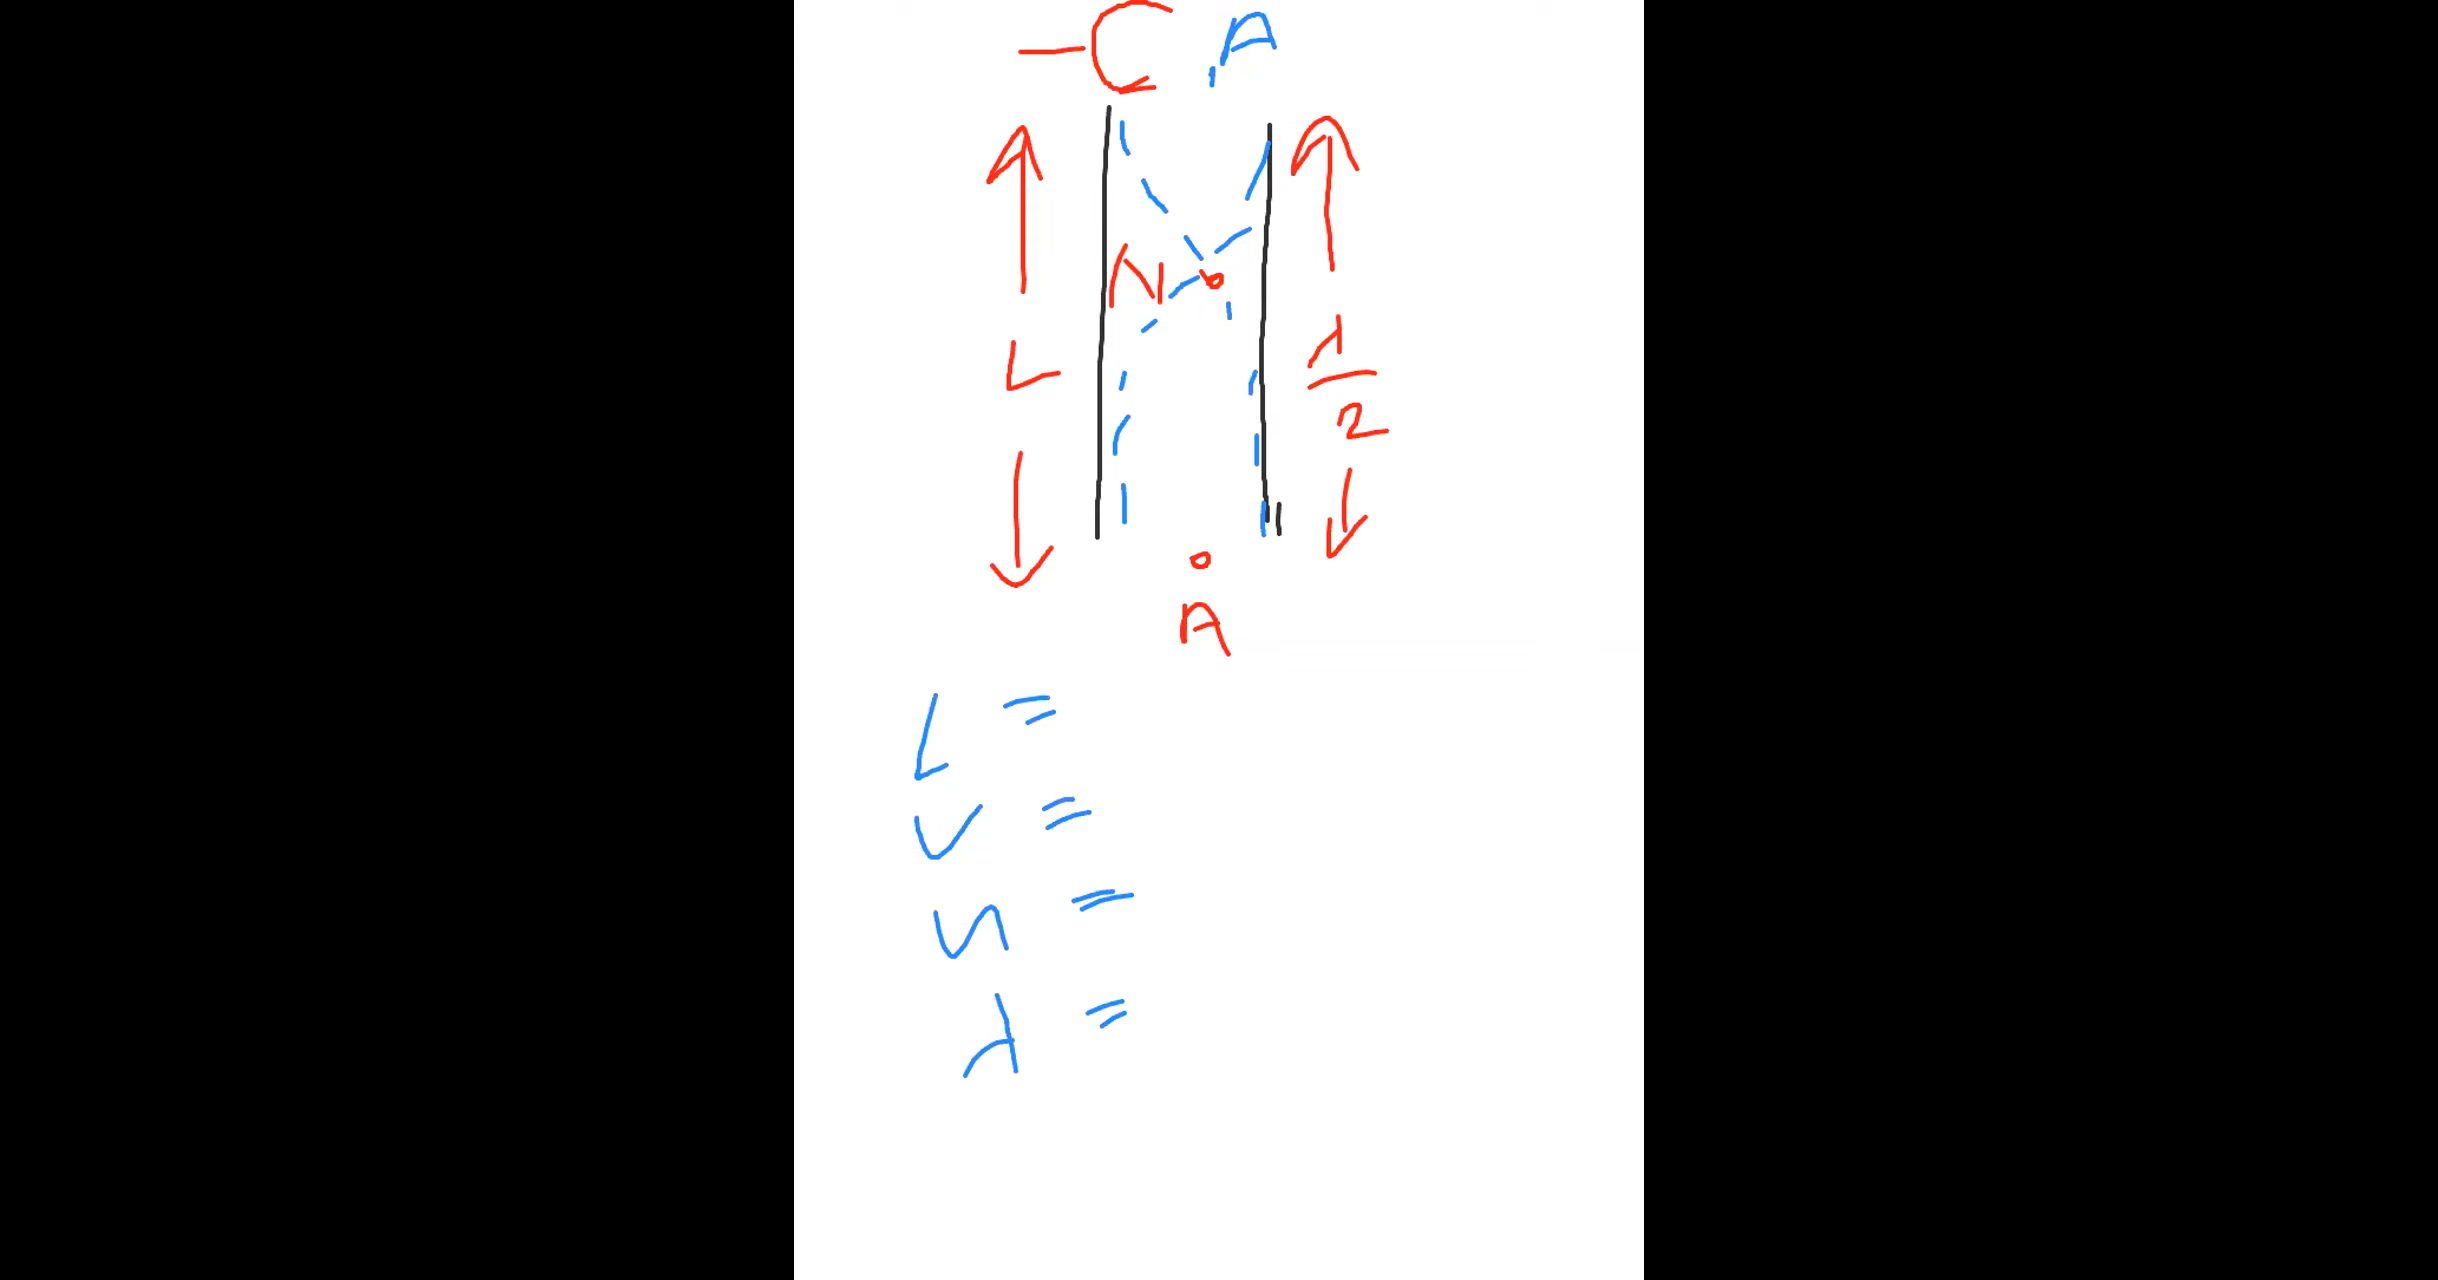 A
N
L
λ/2
A
L =
v =
n =
λ =